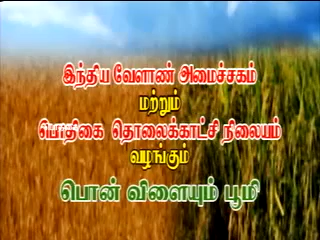 இந்திய வேளாண் அமைச்சகம்
மற்றும்
பொதிகை தொலைக்காட்சி நிலையம்
வழங்கும்
பொன் விளையும் பூமி